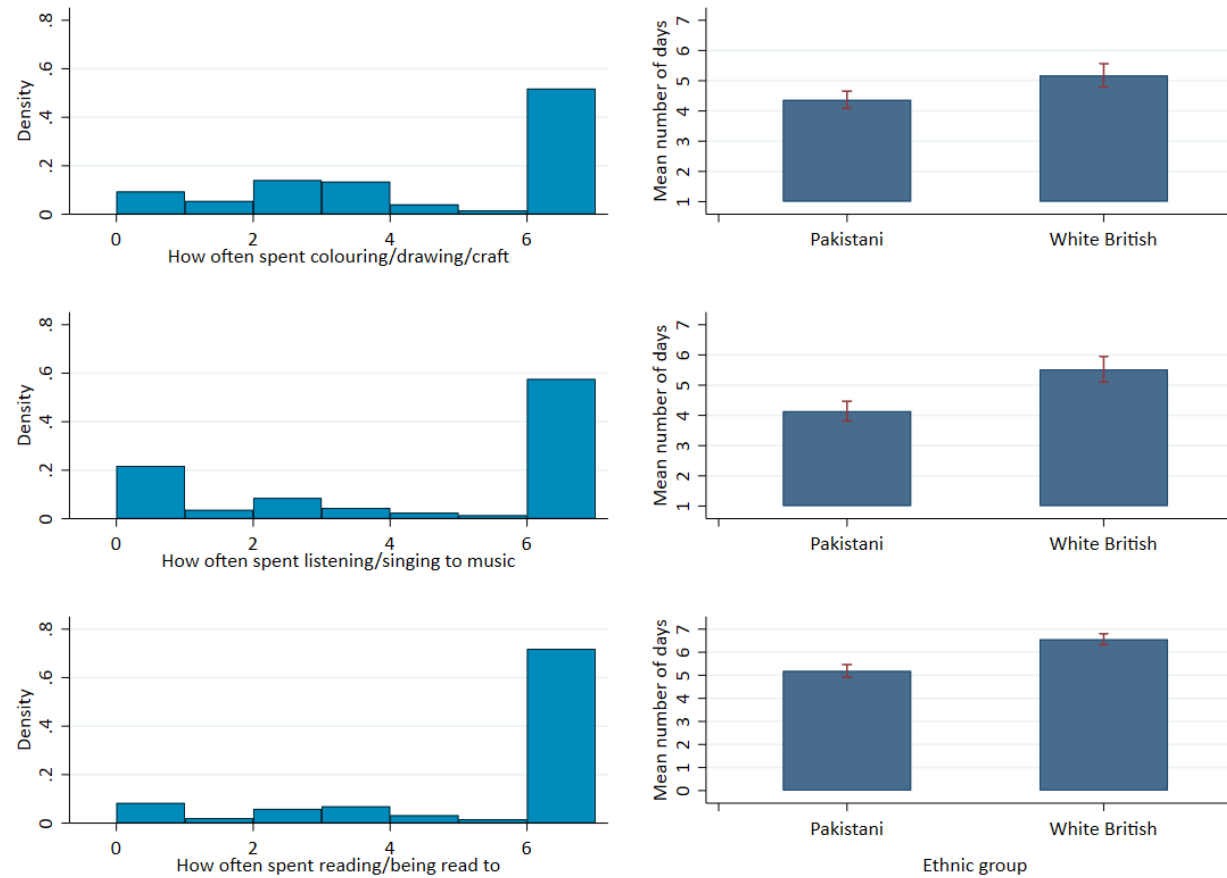 Density
0 .2 .4 .6 .8
0 2 4 6
How often spent colouring/drawing/craft
Mean number of days
1 2 3 4 5 6 7
Pakistani White British
Density
0 .2 .4 .6 .8
0 2 4 6
How often spent listening/singing to music
Mean number of days
1 2 3 4 5 6 7
Pakistani White British
Density
0 .2 .4 .6 .8
0 2 4 6
How often spent reading/being read to
Mean number of days
0 1 2 3 4 5 6 7
Pakistani White British
Ethnic group